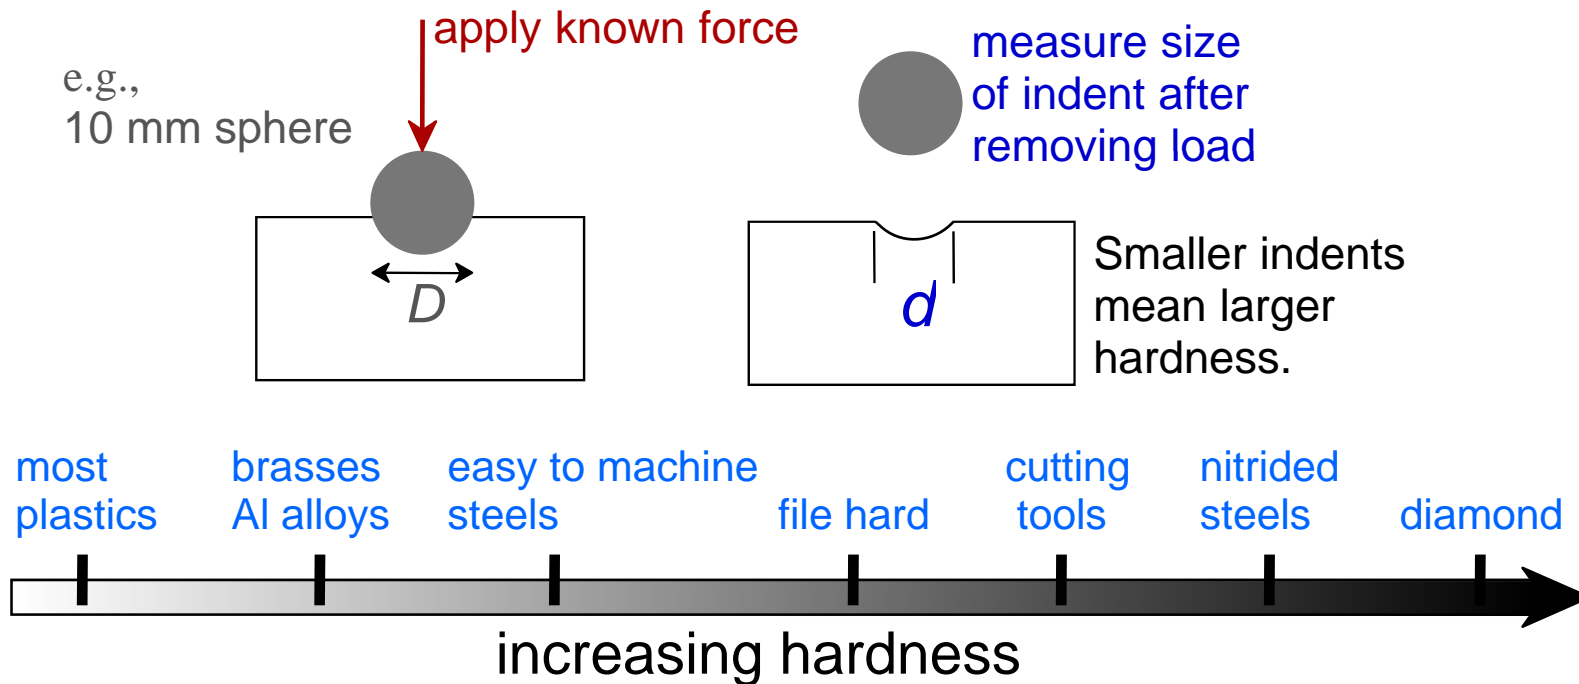 apply known force
e.g.,
10 mm sphere
D
measure size
of indent after
removing load
d
Smaller indents
mean larger
hardness.
most
plastics
brasses
Al alloys
easy to machine
steels
file hard
cutting
tools
nitrided
steels
diamond
increasing hardness